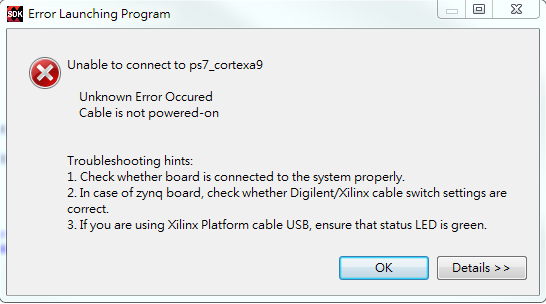 SDK Error Launching Program
Unable to connect to ps7_cortexa9
Unknown Error Occured
Cable is not powered-on
Troubleshooting hints:
1. Check whether board is connected to the system properly.
2. In case of zynq board, check whether Digilent/Xilinx cable switch settings are
correct.
3. If you are using Xilinx Platform cable USB, ensure that status LED is green.
OK Details >>